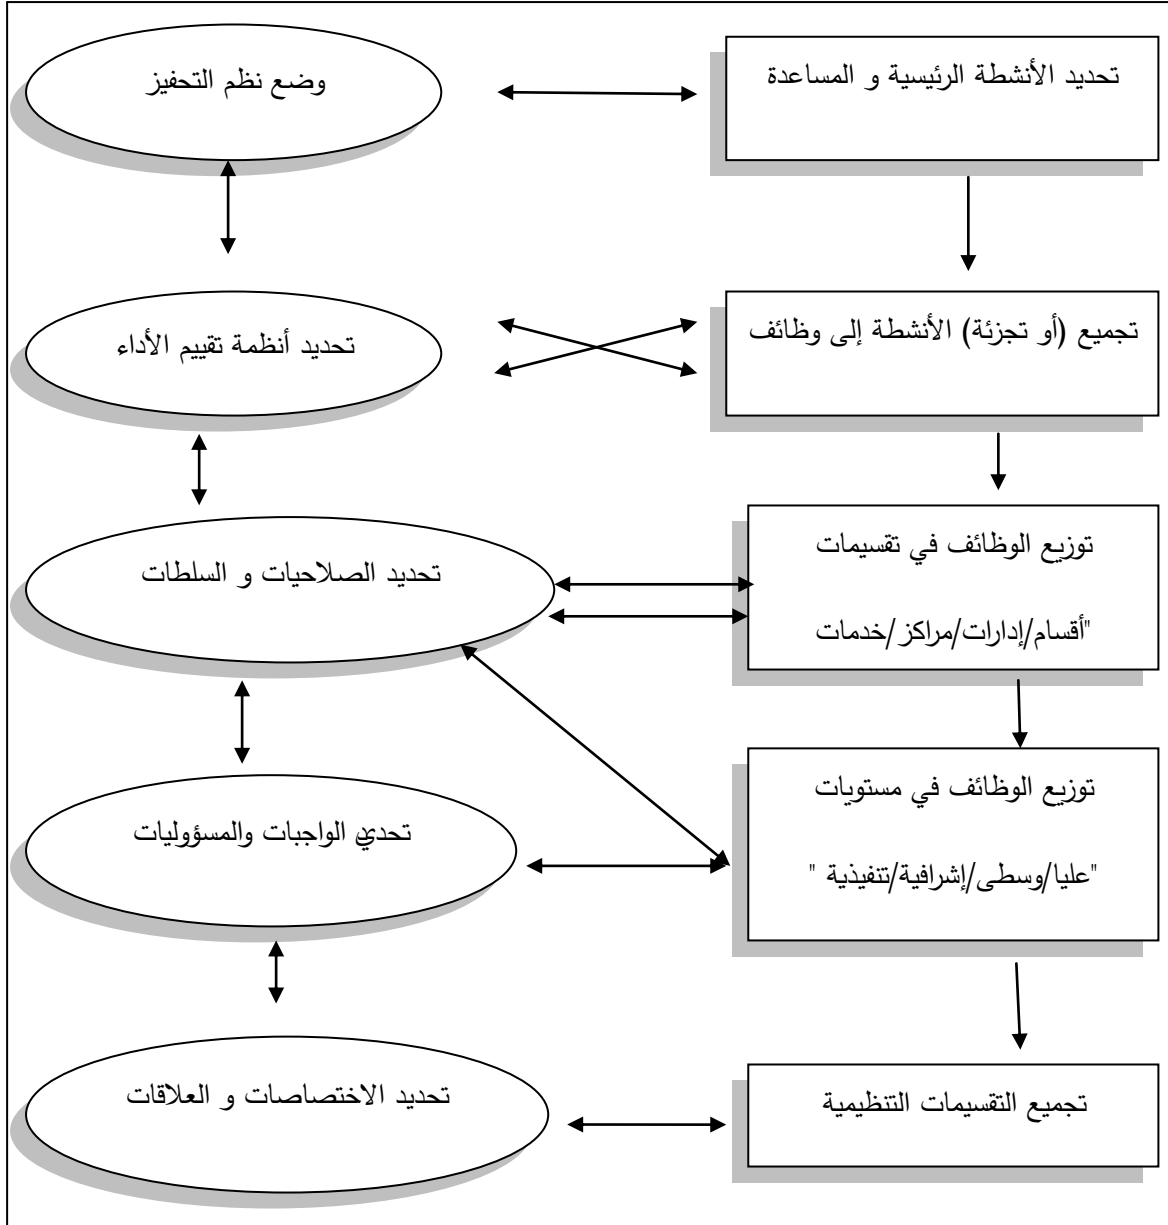 تحديد الأنشطة الرئيسية و المساعدة
وضع نظم التحفيز
تجميع (أو تجزئة) الأنشطة إلى وظائف
تحديد أنظمة تقييم الأداء
توزيع الوظائف في تقسيمات
"أقسام/إدارات/مراكز/خدمات
تحديد الصلاحيات و السلطات
توزيع الوظائف في مستويات
"عليا/وسطى/إشرافية/تنفيذية "
تحدي الواجبات والمسؤوليات
تجميع التقسيمات التنظيمية
تحديد الاختصاصات و العلاقات